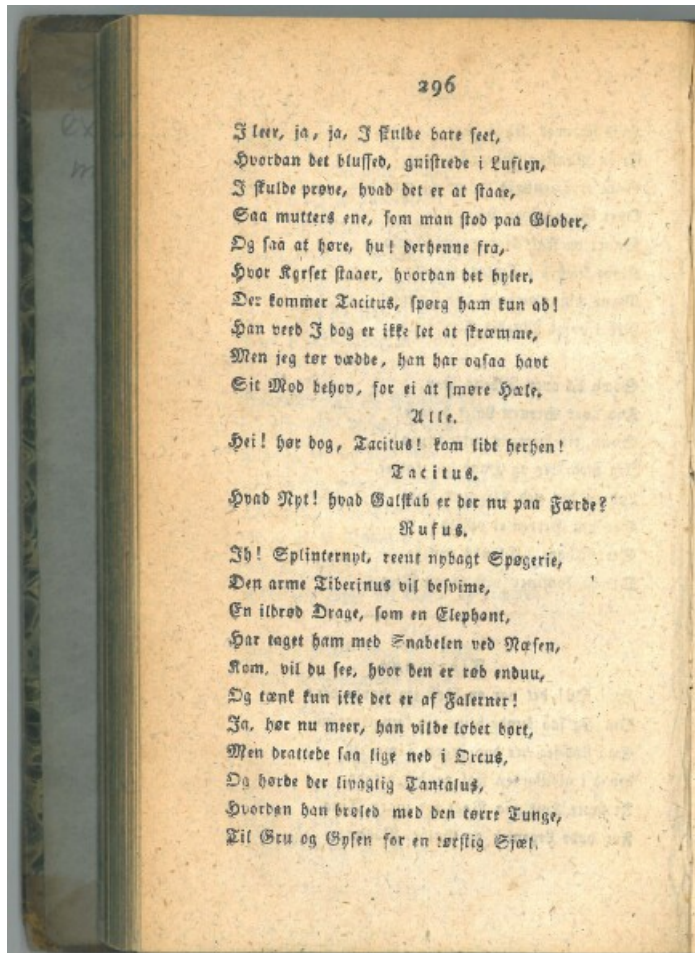 296
I leer, ja, ja, I skulde bare seet,
Hvordan det blussed, gnistrede i Luften,
I skulde prøve, hvad det er at staae,
Saa mutters ene, som man stod paa Gløder,
Og saa at høre, hu! derhenne fra,
Hvor Korset staaer, hvordan det hyler.
Der kommer Tacitus, spørg ham kun ad!
Han veed I dog er ikke let at skræmme,
Men jeg tør vædde, han har ogsaa havt
Sit Mod behov, for ei at smøre Hæle.
Alle.
Hei! hør dog, Tacitus! kom lidt herhen!
Tacitus.
Hvad Nyt! hvad Galskab er der nu paa Færde?
Rufus.
Ih! Splinternyt, reent nybagt Spøgerie,
Den arme Tiberinus vil besvime,
En ildrød Drage, som en Elephant,
Har taget ham med Snabelen ved Næsen,
Kom, vil du see, hvor den er rød enduu,
Og tænk kun ikke det er af Falerner!
Ja, hør nu meer, han vilde løbet bort,
Men drattede saa lige ned i Orcus,
Og hørde der livaglig Tantalus,
Hvordan han brøled med den tørre Tunge,
Til Gru og Gysen for en tørstig Sjæl.